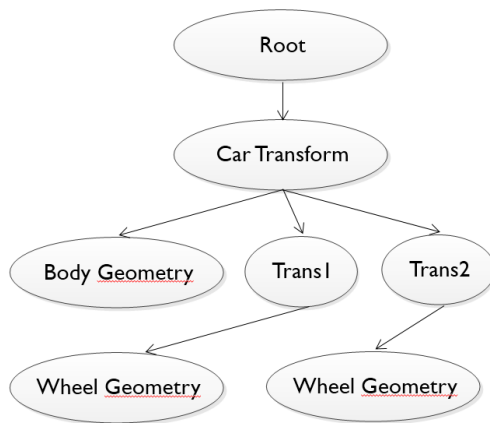 Root
Car Transform
Body Geometry
Trans1
Trans2
Wheel Geometry
Wheel Geometry